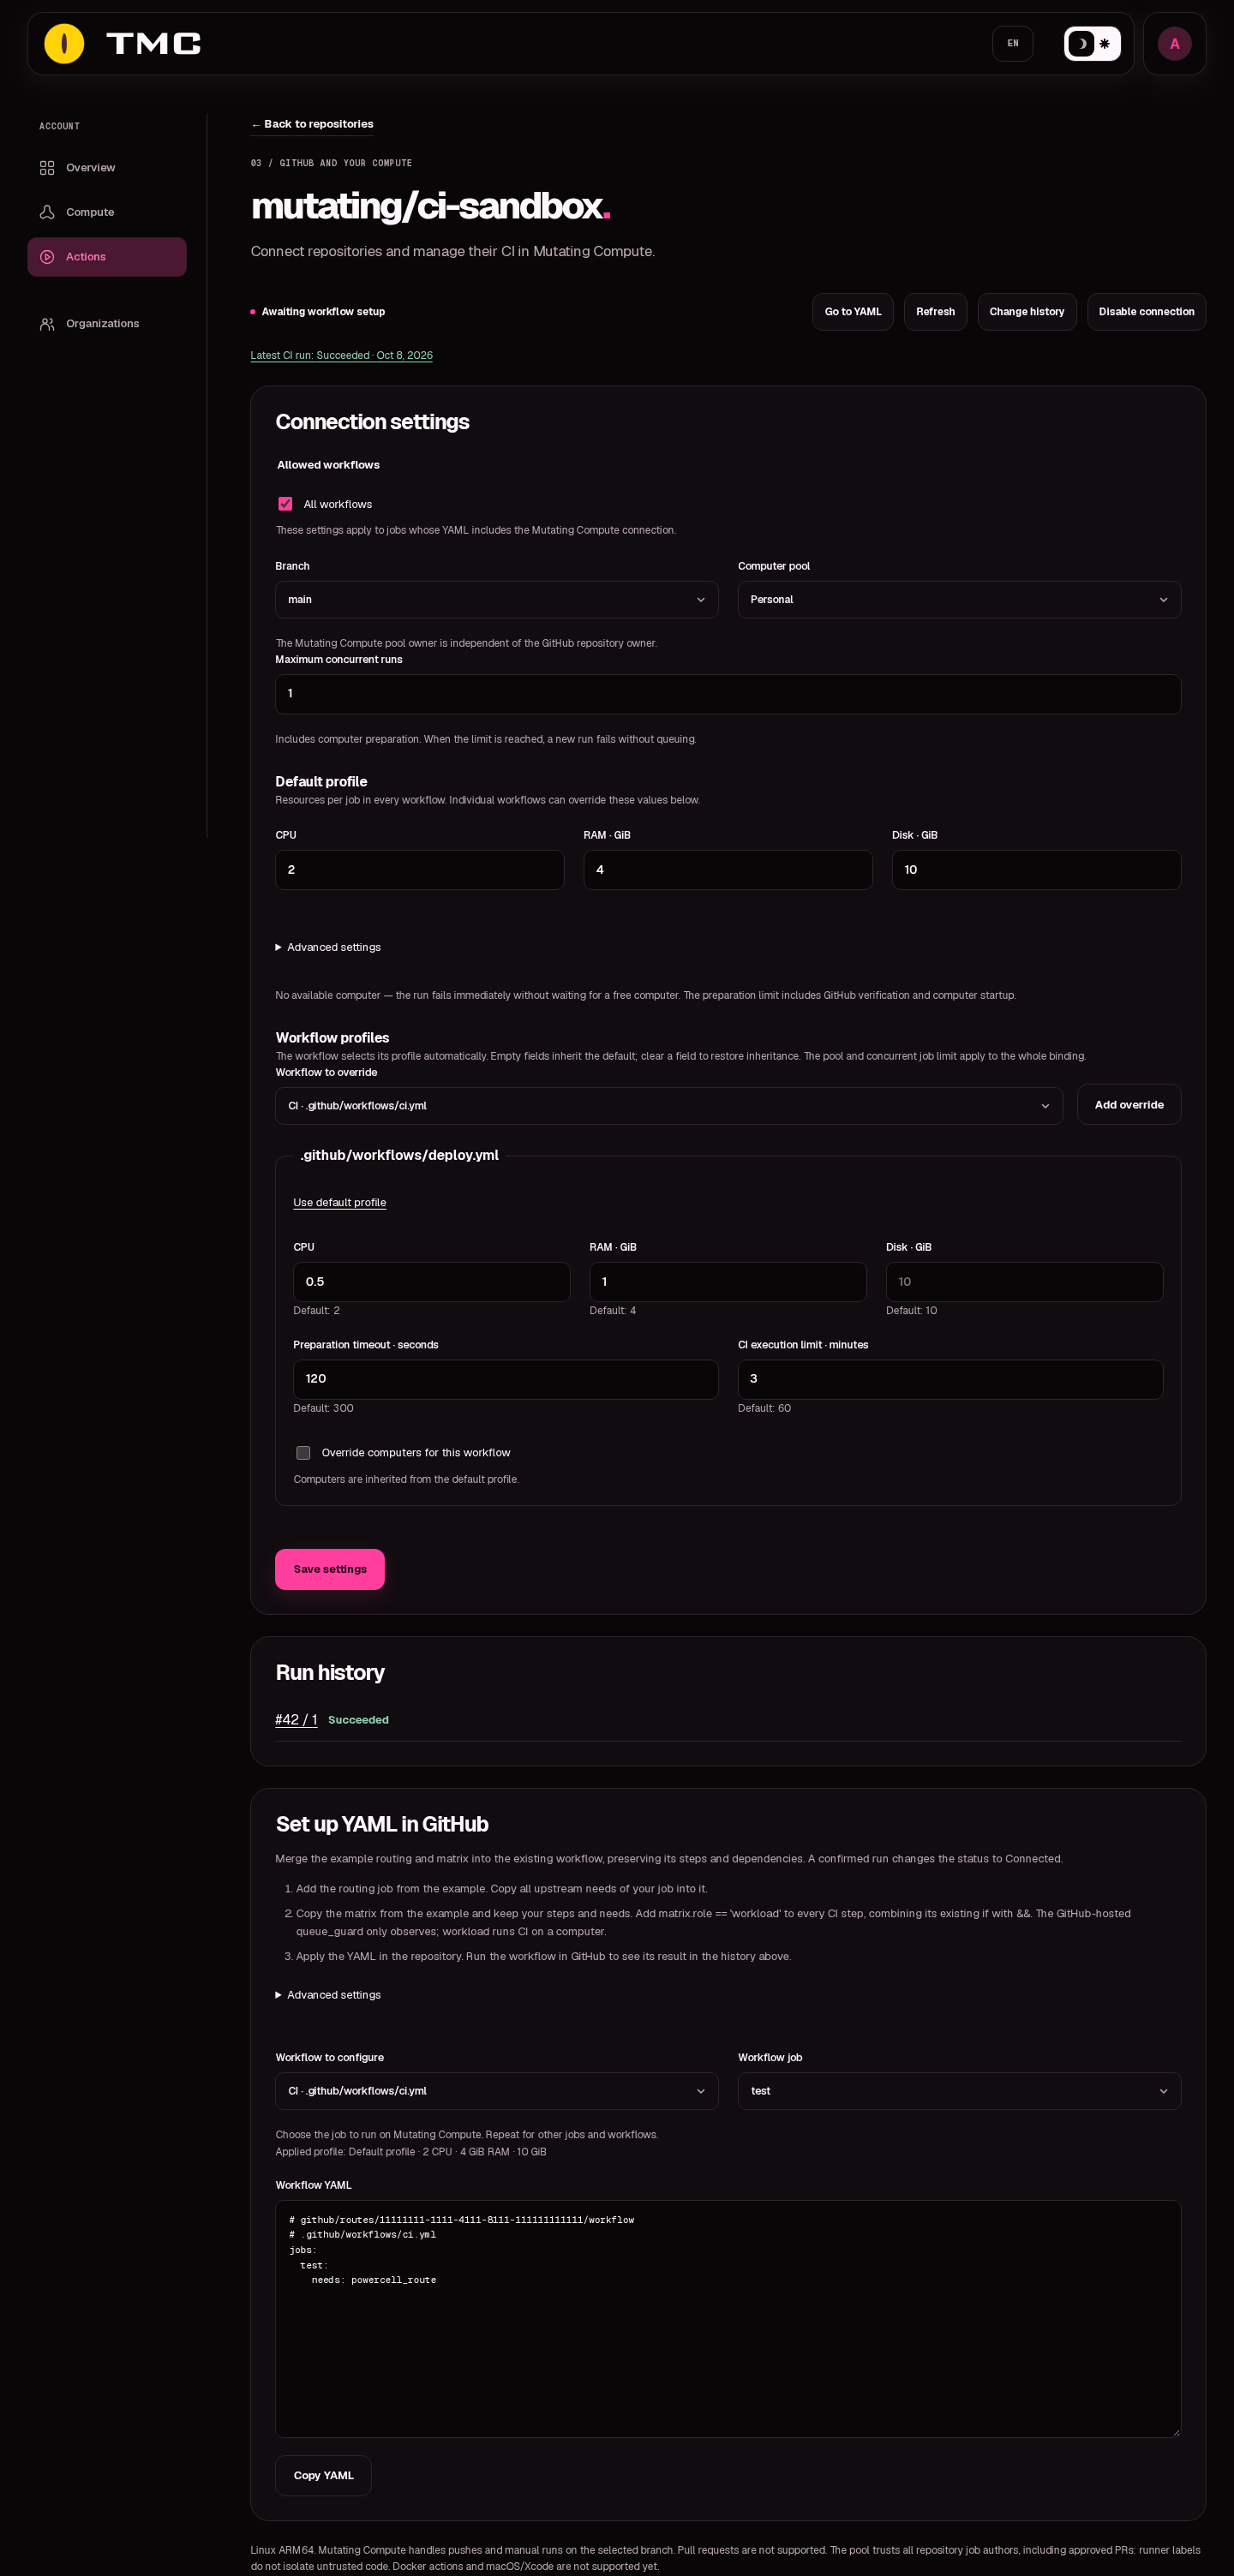 TMC
EN
A
ACCOUNT
Overview
Compute
Actions
Organizations
← Back to repositories
03 / GITHUB AND YOUR COMPUTE
mutating/ci-sandbox.
Connect repositories and manage their CI in Mutating Compute.
Awaiting workflow setup
Go to YAML
Refresh
Change history
Disable connection
Latest CI run: Succeeded · Oct 8, 2026
Connection settings
Allowed workflows
All workflows
These settings apply to jobs whose YAML includes the Mutating Compute connection.
Branch
Computer pool
main
Personal
The Mutating Compute pool owner is independent of the GitHub repository owner.
Maximum concurrent runs
1
Includes computer preparation. When the limit is reached, a new run fails without queuing.
Default profile
Resources per job in every workflow. Individual workflows can override these values below.
CPU
RAM · GiB
Disk · GiB
2
4
10
▶ Advanced settings
No available computer — the run fails immediately without waiting for a free computer. The preparation limit includes GitHub verification and computer startup.
Workflow profiles
The workflow selects its profile automatically. Empty fields inherit the default; clear a field to restore inheritance. The pool and concurrent job limit apply to the whole binding.
Workflow to override
CI · .github/workflows/ci.yml
Add override
.github/workflows/deploy.yml
Use default profile
CPU
RAM · GiB
Disk · GiB
0.5
1
10
Default: 2
Default: 4
Default: 10
Preparation timeout · seconds
CI execution limit · minutes
120
3
Default: 300
Default: 60
Override computers for this workflow
Computers are inherited from the default profile.
Save settings
Run history
#42 / 1 Succeeded
Set up YAML in GitHub
Merge the example routing and matrix into the existing workflow, preserving its steps and dependencies. A confirmed run changes the status to Connected.
1. Add the routing job from the example. Copy all upstream needs of your job into it.
2. Copy the matrix from the example and keep your steps and needs. Add matrix.role == 'workload' to every CI step, combining its existing if with &&. The GitHub-hosted
queue_guard only observes; workload runs CI on a computer.
3. Apply the YAML in the repository. Run the workflow in GitHub to see its result in the history above.
▶ Advanced settings
Workflow to configure
Workflow job
CI · .github/workflows/ci.yml
test
Choose the job to run on Mutating Compute. Repeat for other jobs and workflows.
Applied profile: Default profile · 2 CPU · 4 GiB RAM · 10 GiB
Workflow YAML
# github/routes/11111111-1111-4111-8111-111111111111/workflow
# .github/workflows/ci.yml
jobs:
  test:
    needs: powercell_route
Copy YAML
Linux ARM64. Mutating Compute handles pushes and manual runs on the selected branch. Pull requests are not supported. The pool trusts all repository job authors, including approved PRs: runner labels
do not isolate untrusted code. Docker actions and macOS/Xcode are not supported yet.